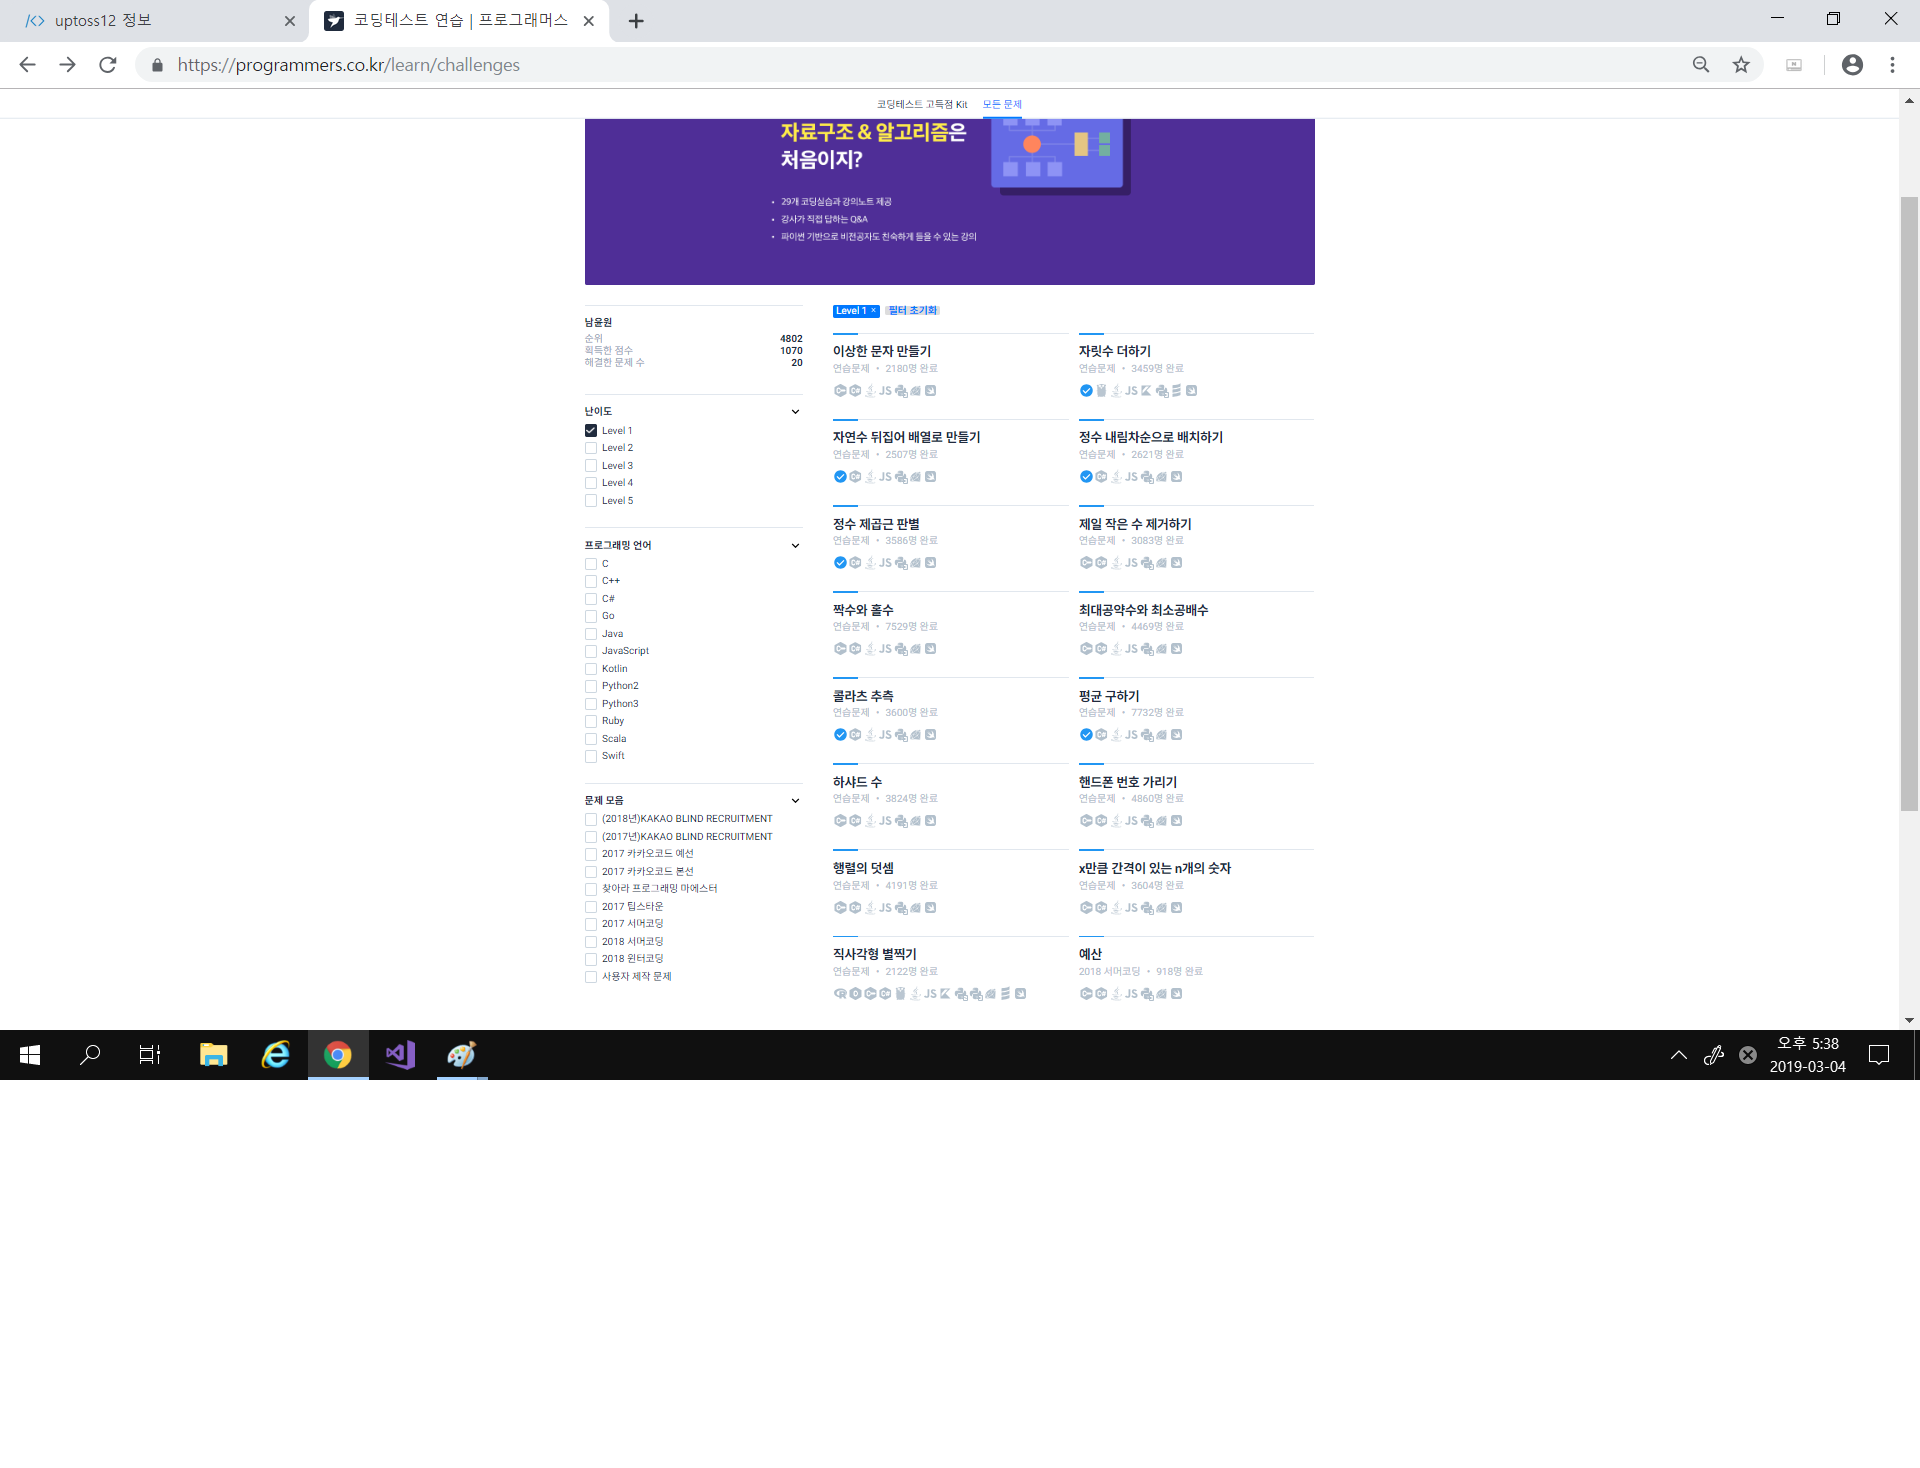 uptoss12 정보
코딩테스트 연습 | 프로그래머스
https://programmers.co.kr/learn/challenges
코딩테스트 고득점 Kit 모든 문제
자료구조 & 알고리즘은
처음이지?
• 29개 코딩실습과 강의노트 제공
• 강사가 직접 답하는 Q&A
• 파이썬 기반으로 비전공자도 친숙하게 들을 수 있는 강의
남윤원
순위 4802
획득한 점수 1070
해결한 문제 수 20
난이도
Level 1
Level 2
Level 3
Level 4
Level 5
프로그래밍 언어
C
C++
C#
Go
Java
JavaScript
Kotlin
Python2
Python3
Ruby
Scala
Swift
문제 모음
(2018년)KAKAO BLIND RECRUITMENT
(2017년)KAKAO BLIND RECRUITMENT
2017 카카오코드 예선
2017 카카오코드 본선
찾아라 프로그래밍 마에스터
2017 팁스타운
2017 서머코딩
2018 서머코딩
2018 윈터코딩
사용자 제작 문제
Level 1 × 필터 초기화
이상한 문자 만들기
연습문제 • 2180명 완료
JS
자릿수 더하기
연습문제 • 3459명 완료
JS
자연수 뒤집어 배열로 만들기
연습문제 • 2507명 완료
JS
정수 내림차순으로 배치하기
연습문제 • 2621명 완료
JS
정수 제곱근 판별
연습문제 • 3586명 완료
JS
제일 작은 수 제거하기
연습문제 • 3083명 완료
JS
짝수와 홀수
연습문제 • 7529명 완료
JS
최대공약수와 최소공배수
연습문제 • 4469명 완료
JS
콜라츠 추측
연습문제 • 3600명 완료
JS
평균 구하기
연습문제 • 7732명 완료
JS
하샤드 수
연습문제 • 3824명 완료
JS
핸드폰 번호 가리기
연습문제 • 4860명 완료
JS
행렬의 덧셈
연습문제 • 4191명 완료
JS
x만큼 간격이 있는 n개의 숫자
연습문제 • 3604명 완료
JS
직사각형 별찍기
연습문제 • 2122명 완료
JS
예산
2018 서머코딩 • 918명 완료
JS
오후 5:38
2019-03-04